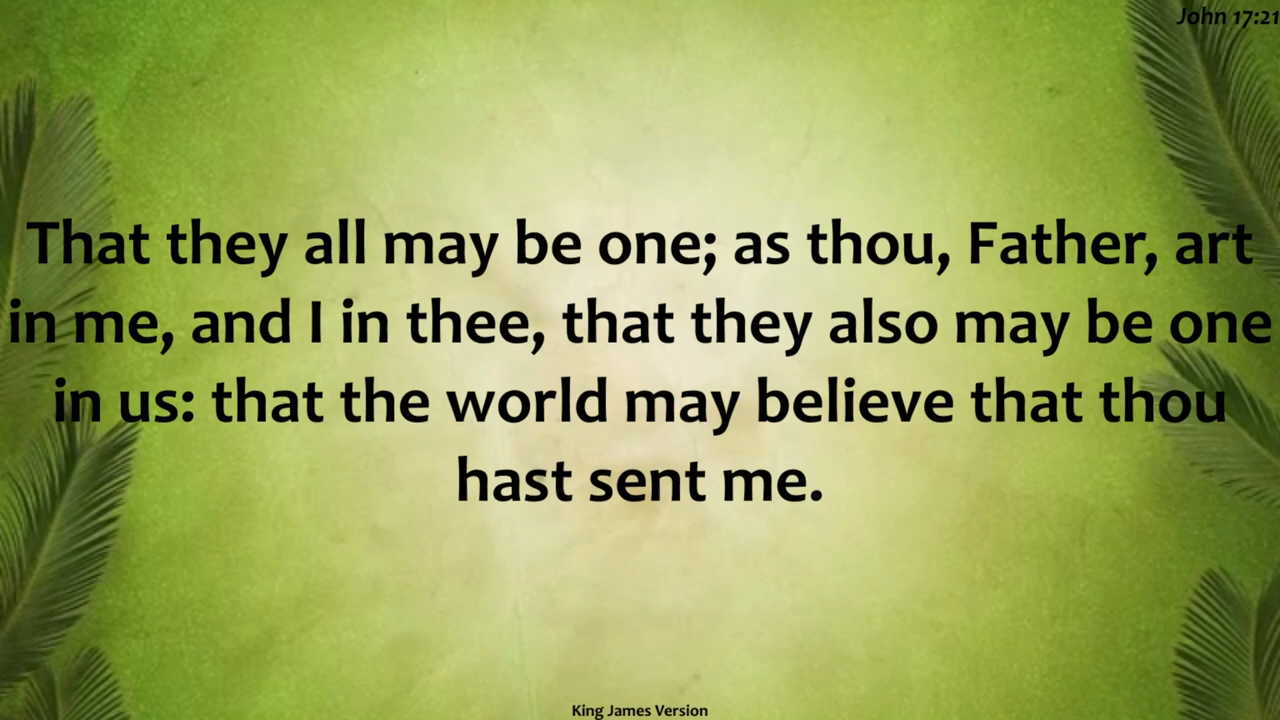 John 17:21
That they all may be one; as thou, Father, art
in me, and I in thee, that they also may be one
in us: that the world may believe that thou
hast sent me.
King James Version